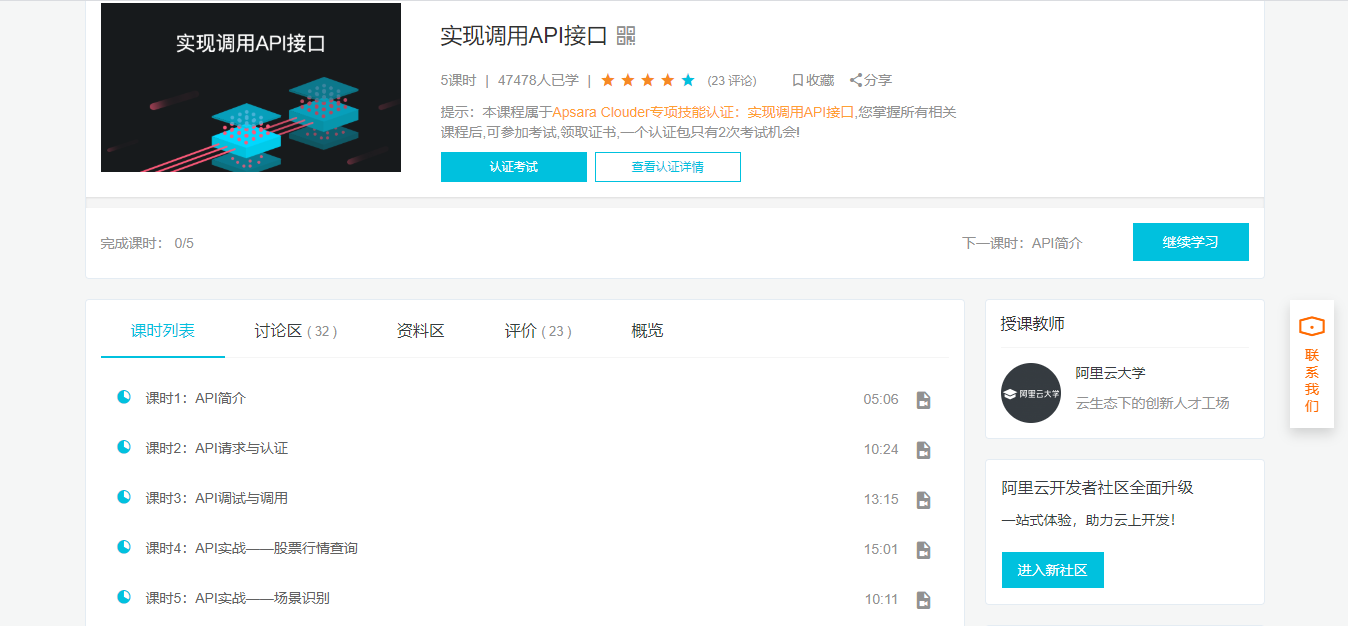 实现调用API接口
实现调用API接口
5课时 | 47478人已学 | (23 评论) 收藏 分享
提示：本课程属于Apsara Clouder专项技能认证：实现调用API接口,您掌握所有相关
课程后,可参加考试,领取证书,一个认证包只有2次考试机会!
认证考试 查看认证详情
完成课时： 0/5 下一课时：API简介 继续学习
课时列表 讨论区 ( 32 ) 资料区 评价 ( 23 ) 概览
课时1：API简介 05:06
课时2：API请求与认证 10:24
课时3：API调试与调用 13:15
课时4：API实战——股票行情查询 15:01
课时5：API实战——场景识别 10:11
授课教师
阿里云大学
阿里云大学
云生态下的创新人才工场
阿里云开发者社区全面升级
一站式体验，助力云上开发！
进入新社区
联
系
我
们